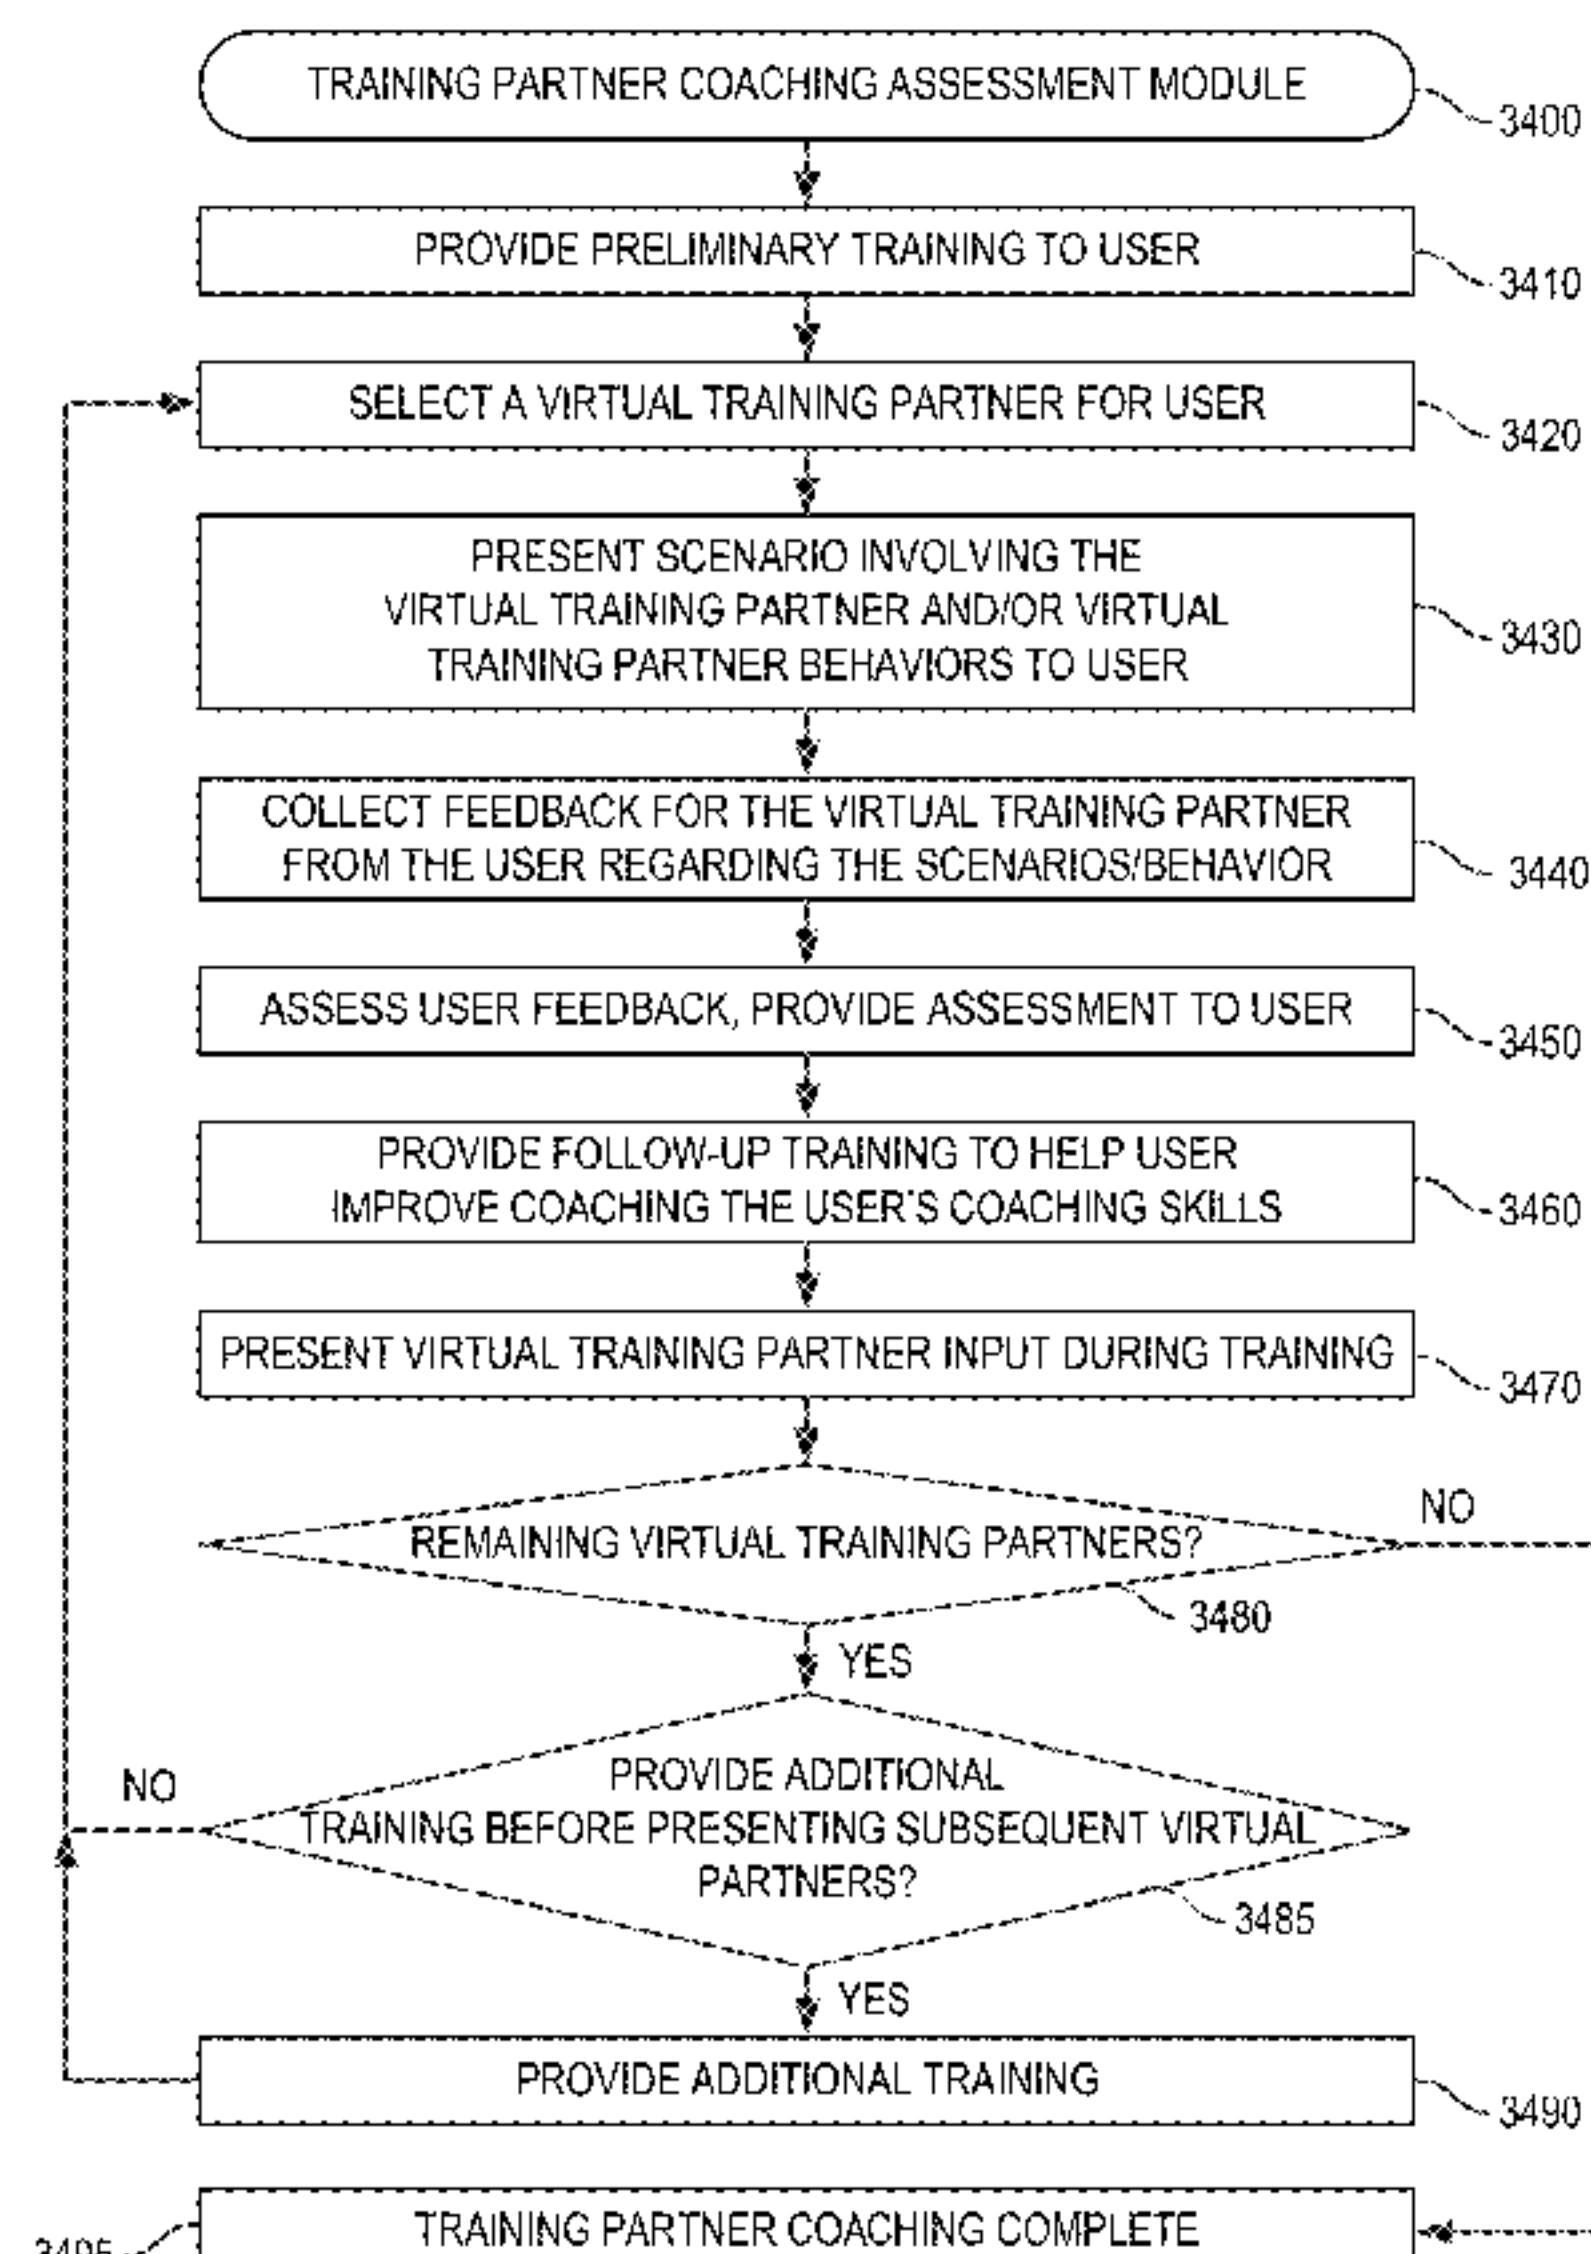 TRAINING PARTNER COACHING ASSESSMENT MODULE
3400
PROVIDE PRELIMINARY TRAINING TO USER
3410
SELECT A VIRTUAL TRAINING PARTNER FOR USER
3420
PRESENT SCENARIO INVOLVING THE
VIRTUAL TRAINING PARTNER AND/OR VIRTUAL
TRAINING PARTNER BEHAVIORS TO USER
3430
COLLECT FEEDBACK FOR THE VIRTUAL TRAINING PARTNER
FROM THE USER REGARDING THE SCENARIOS/BEHAVIOR
3440
ASSESS USER FEEDBACK, PROVIDE ASSESSMENT TO USER
3450
PROVIDE FOLLOW-UP TRAINING TO HELP USER
IMPROVE COACHING THE USER'S COACHING SKILLS
3460
PRESENT VIRTUAL TRAINING PARTNER INPUT DURING TRAINING
3470
NO
REMAINING VIRTUAL TRAINING PARTNERS?
3480
YES
NO
PROVIDE ADDITIONAL
TRAINING BEFORE PRESENTING SUBSEQUENT VIRTUAL
PARTNERS?
3485
YES
PROVIDE ADDITIONAL TRAINING
3490
TRAINING PARTNER COACHING COMPLETE